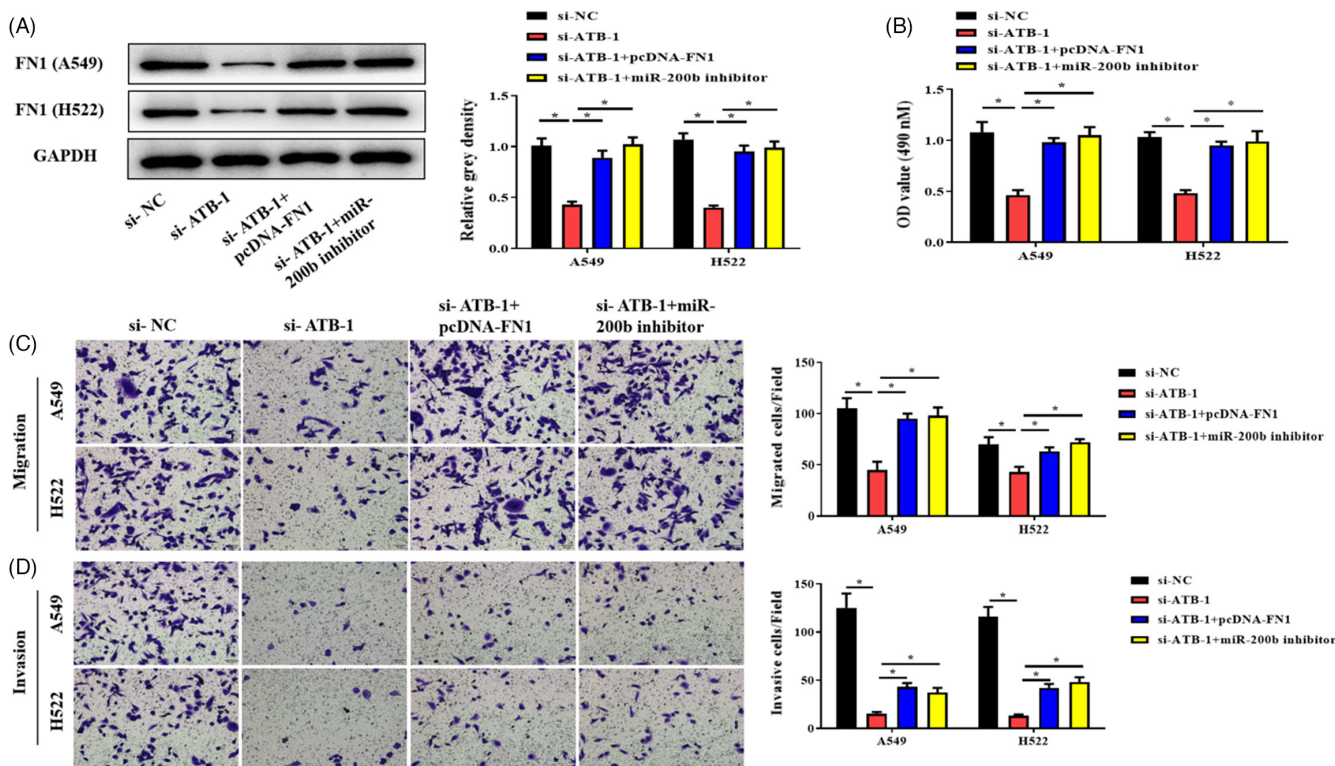 (A)
FN1 (A549)
FN1 (H522)
GAPDH
si- NC
si- ATB-1
si- ATB-1+
pcDNA-FN1
si- ATB-1+miR-
200b inhibitor
si-NC
si-ATB-1
si-ATB-1+pcDNA-FN1
si-ATB-1+miR-200b inhibitor
Relative grey density
1.5
1.0
0.5
0.0
* * *
* * *
A549
H522
(B)
si-NC
si-ATB-1
si-ATB-1+pcDNA-FN1
si-ATB-1+miR-200b inhibitor
OD value (490 nM)
1.5
1.0
0.5
0.0
* * *
* * *
A549
H522
si- NC
si- ATB-1
si- ATB-1+
pcDNA-FN1
si- ATB-1+miR-
200b inhibitor
(C)
Migration
A549
H522
Migrated cells/Field
150
100
50
0
* * *
* * *
A549
H522
si-NC
si-ATB-1
si-ATB-1+pcDNA-FN1
si-ATB-1+miR-200b inhibitor
(D)
Invasion
A549
H522
Invasive cells/Field
150
100
50
0
* * *
* * *
A549
H522
si-NC
si-ATB-1
si-ATB-1+pcDNA-FN1
si-ATB-1+miR-200b inhibitor